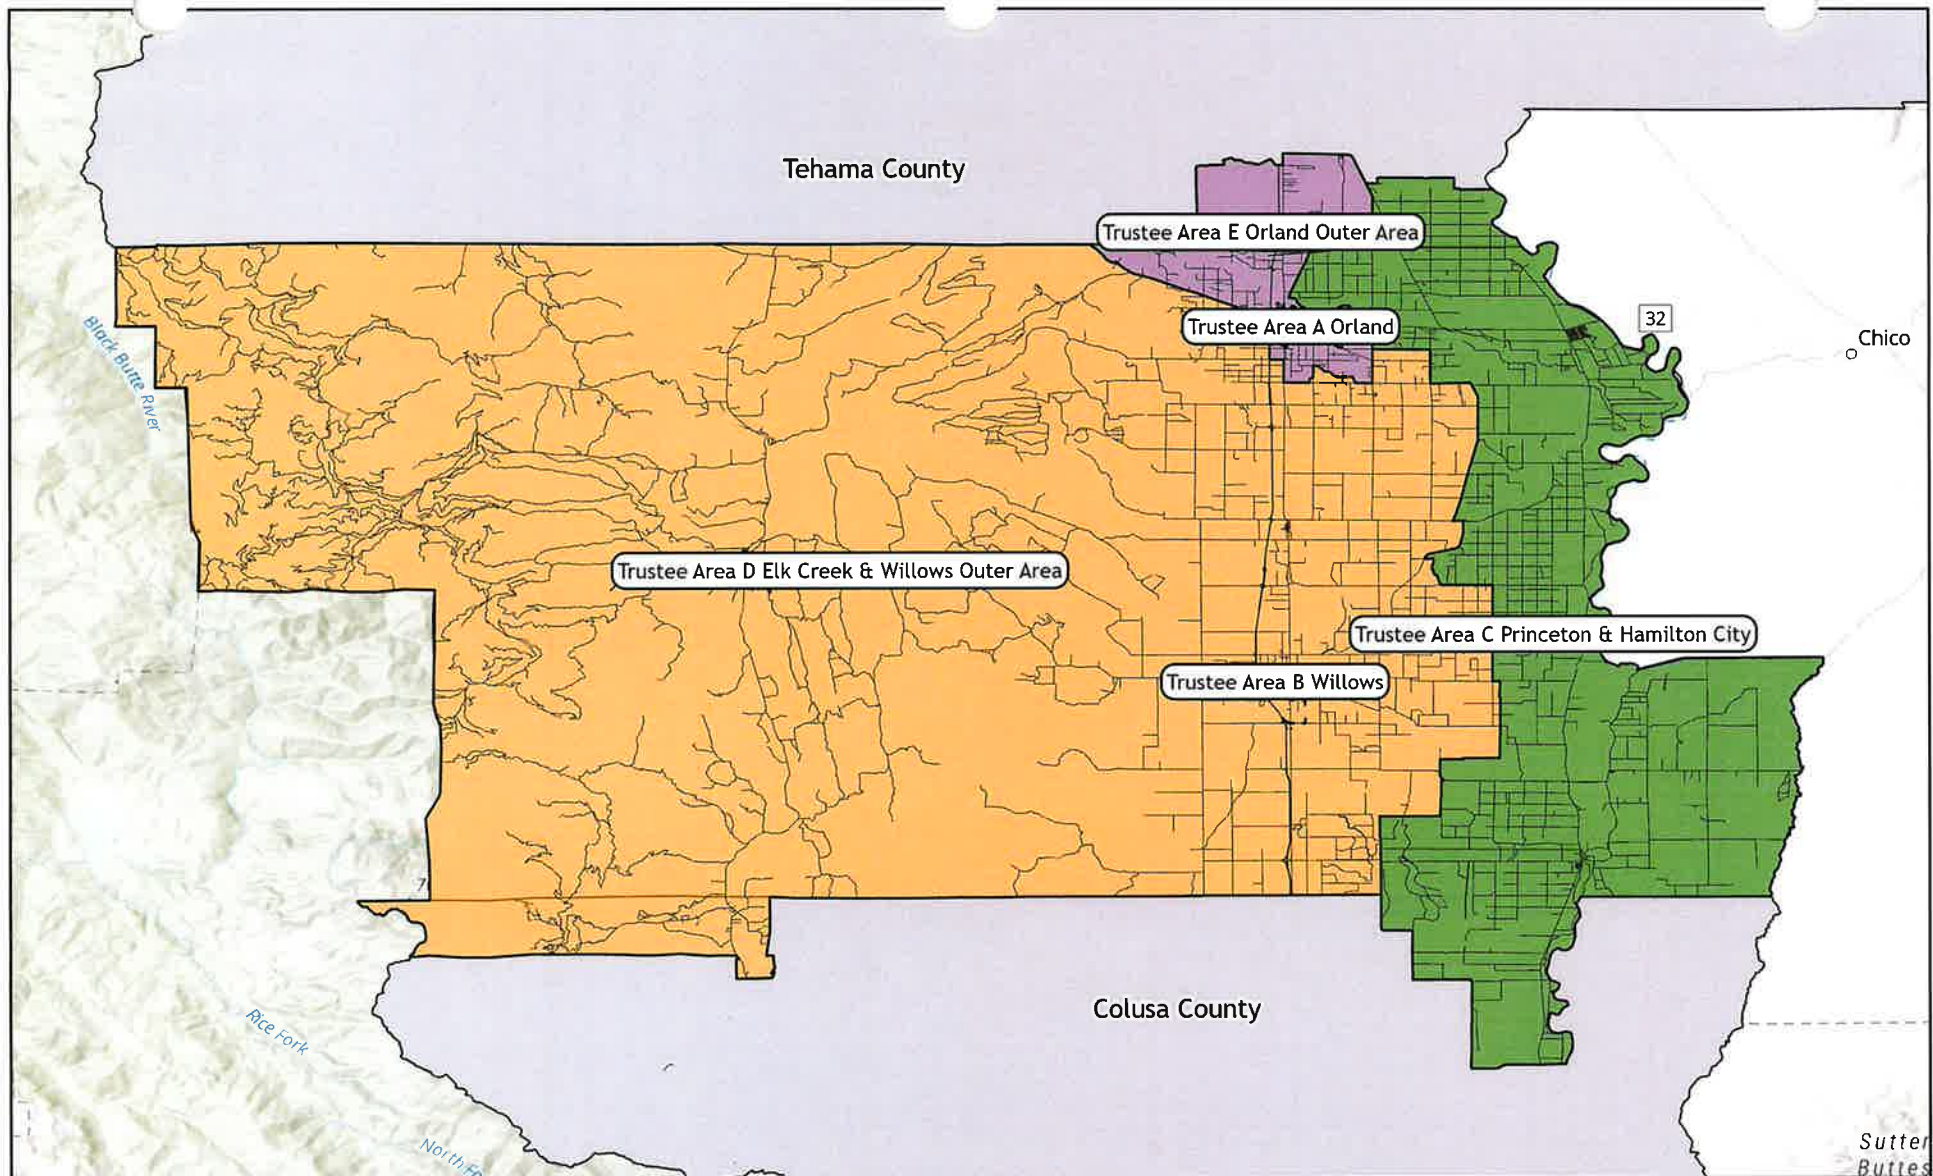 Tehama County
Trustee Area E Orland Outer Area
Trustee Area A Orland
32
Chico
Black Butte River
Trustee Area D Elk Creek & Willows Outer Area
Trustee Area C Princeton & Hamilton City
Trustee Area B Willows
7
Colusa County
Rice Fork
Sutter
Buttes